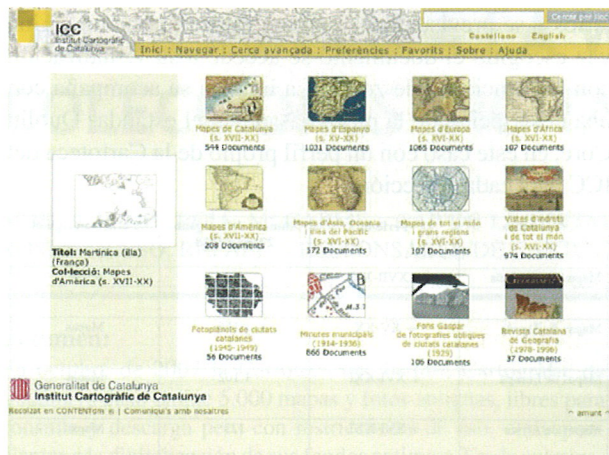 ICC
Institut Cartogràfic
de Catalunya
Castellano English
Inici : Navegar : Cerca avançada : Preferències : Favorits : Sobre : Ajuda
Mapes de Catalunya
(s. XVI-XX)
544 Documents
Mapes d'Espanya
(s. XV-XX)
1031 Documents
Mapes d'Europa
(s. XVI-XX)
1065 Documents
Mapes d'Àfrica
(s. XVI-XX)
107 Documents
Mapes d'Amèrica
(s. XVII-XX)
208 Documents
Mapes d'Àsia, Oceania
i illes del Pacífic
(s. XVI-XX)
172 Documents
Mapes de tot el món
i grans regions
(s. XVI-XX)
107 Documents
Vistes d'indrets
de Catalunya
i de tot el món
(s. XVI-XX)
974 Documents
Títol: Martinica (illa)
(França)
Col·lecció: Mapes
d'Amèrica (s. XVII-XX)
Fotoplànols de ciutats
catalanes
(1945-1949)
56 Documents
Minutes municipals
(1914-1936)
866 Documents
Fons Gaspar
de fotografies obliqües
de ciutats catalanes
(1929)
106 Documents
Revista Catalana
de Geografia
(1978-1996)
37 Documents
Generalitat de Catalunya
Institut Cartogràfic de Catalunya
Recolzat en CONTENTdm ® | Comuniqui's amb nosaltres
^ amunt ^